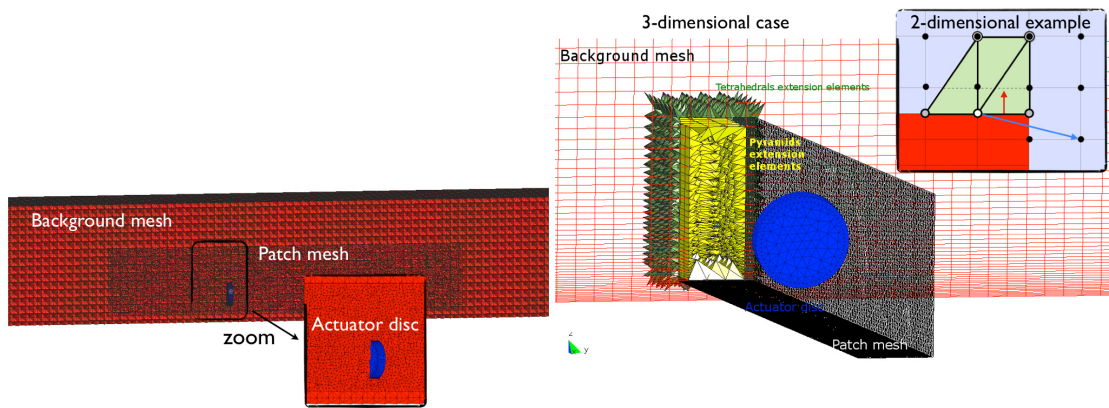 Background mesh
Patch mesh
Actuator disc
zoom
3-dimensional case
2-dimensional example
Background mesh
Tetrahedrals extension elements
Pyramids
extension
elements
Actuator disc
Patch mesh
z
y